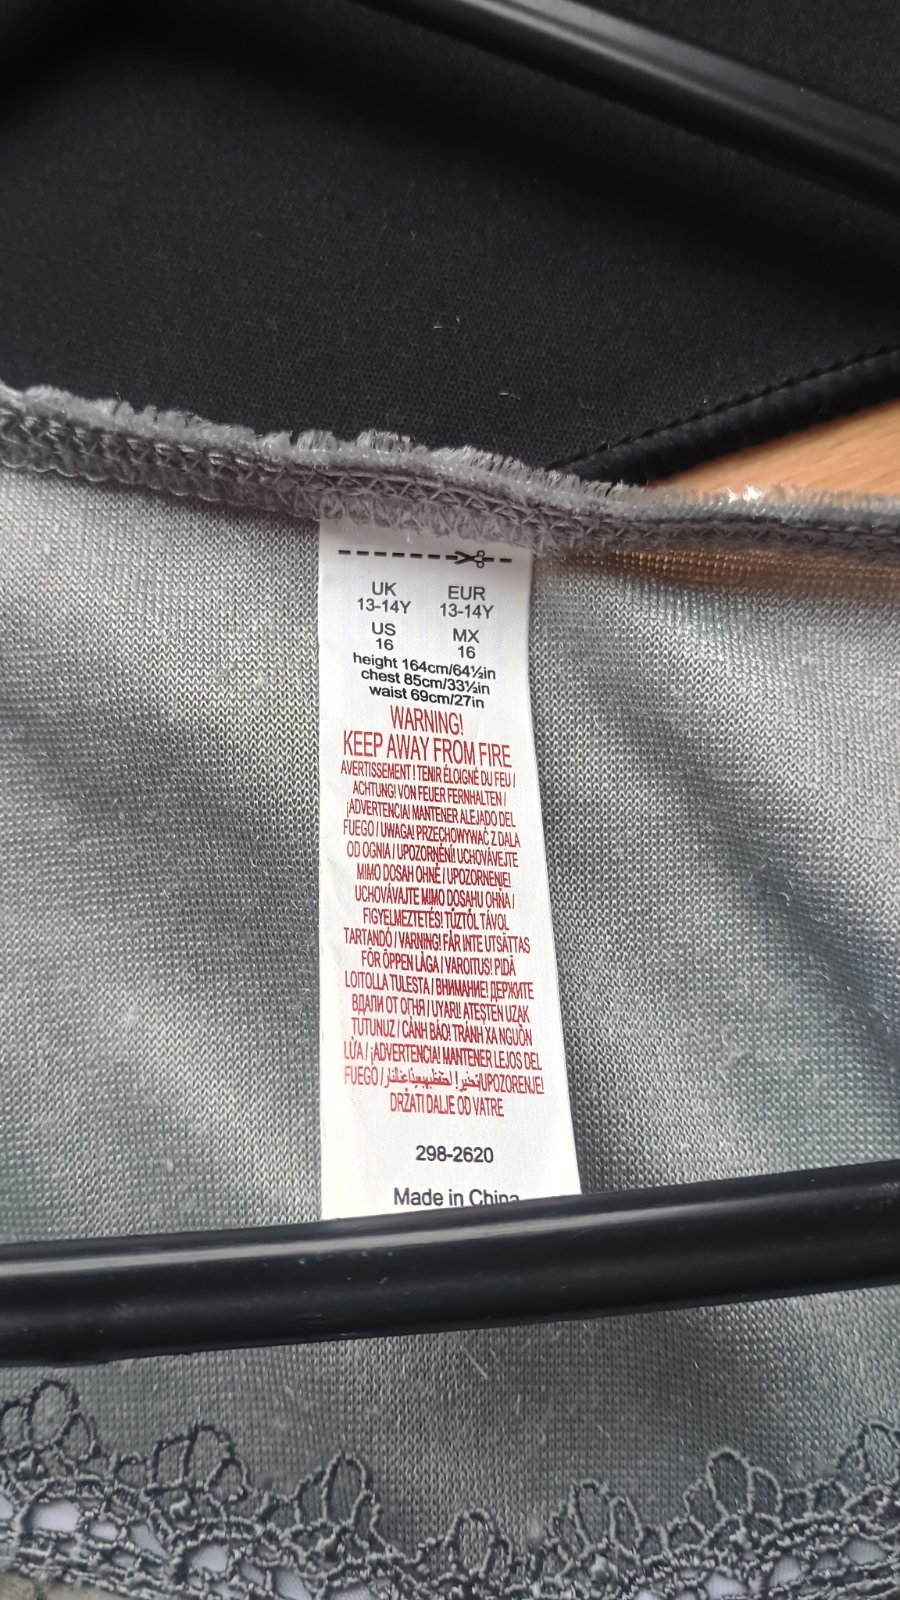 UK EUR
13-14Y 13-14Y
US MX
16 16
height 164cm/64½in
chest 85cm/33½in
waist 69cm/27in
WARNING!
KEEP AWAY FROM FIRE
AVERTISSEMENT ! TENIR ÉLOIGNÉ DU FEU /
ACHTUNG! VON FEUER FERNHALTEN /
¡ADVERTENCIA! MANTENER ALEJADO DEL
FUEGO / UWAGA! PRZECHOWYWAĆ Z DALA
OD OGNIA / UPOZORNĚNÍ! UCHOVÁVEJTE
MIMO DOSAH OHNĚ / UPOZORNENIE!
UCHOVÁVAJTE MIMO DOSAHU OHŇA /
FIGYELMEZTETÉS! TŰZTŐL TÁVOL
TARTANDÓ / VARNING! FÅR INTE UTSÄTTAS
FÖR ÖPPEN LÅGA / VAROITUS! PIDÄ
LOITOLLA TULESTA / ВНИМАНИЕ! ДЕРЖИТЕ
ВДАЛИ ОТ ОГНЯ / UYARI! ATEŞTEN UZAK
TUTUNUZ / CẢNH BÁO! TRÁNH XA NGUỒN
LỬA / ¡ADVERTENCIA! MANTENER LEJOS DEL
FUEGO / UPOZORENJE!
DRŽATI DALJE OD VATRE
298-2620
Made in China